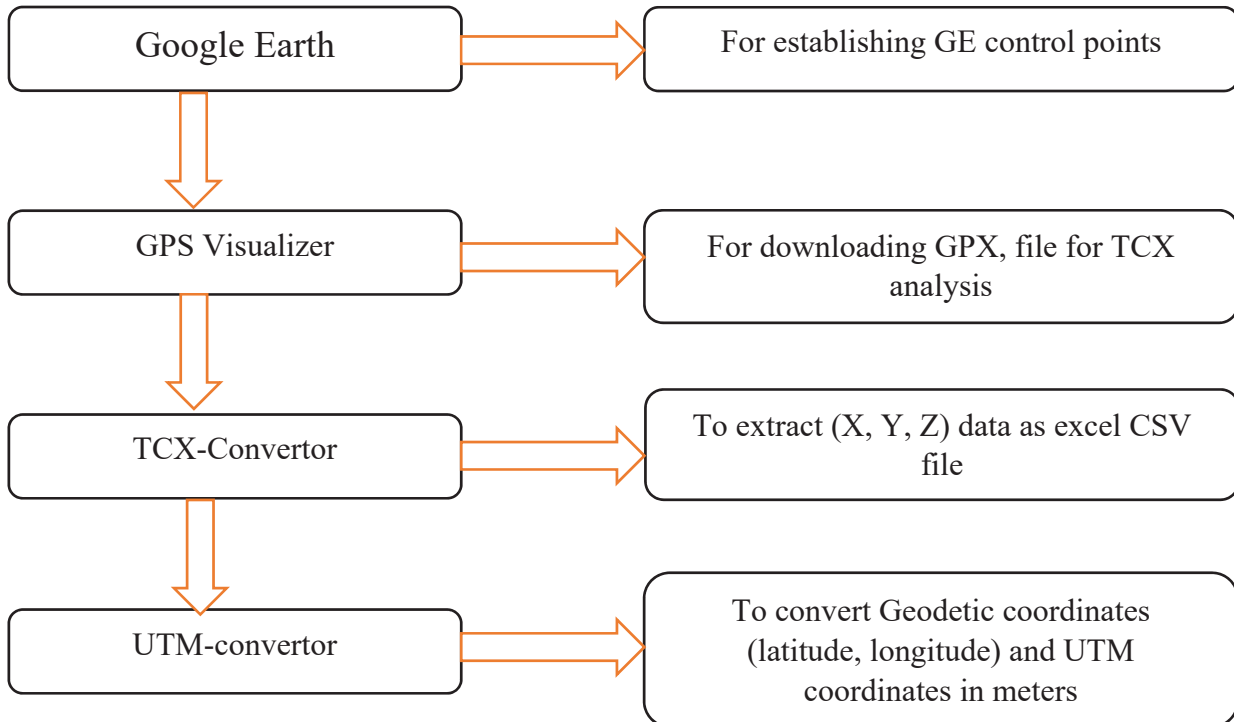 Google Earth
For establishing GE control points
GPS Visualizer
For downloading GPX, file for TCX
analysis
TCX-Convertor
To extract (X, Y, Z) data as excel CSV
file
UTM-convertor
To convert Geodetic coordinates
(latitude, longitude) and UTM
coordinates in meters